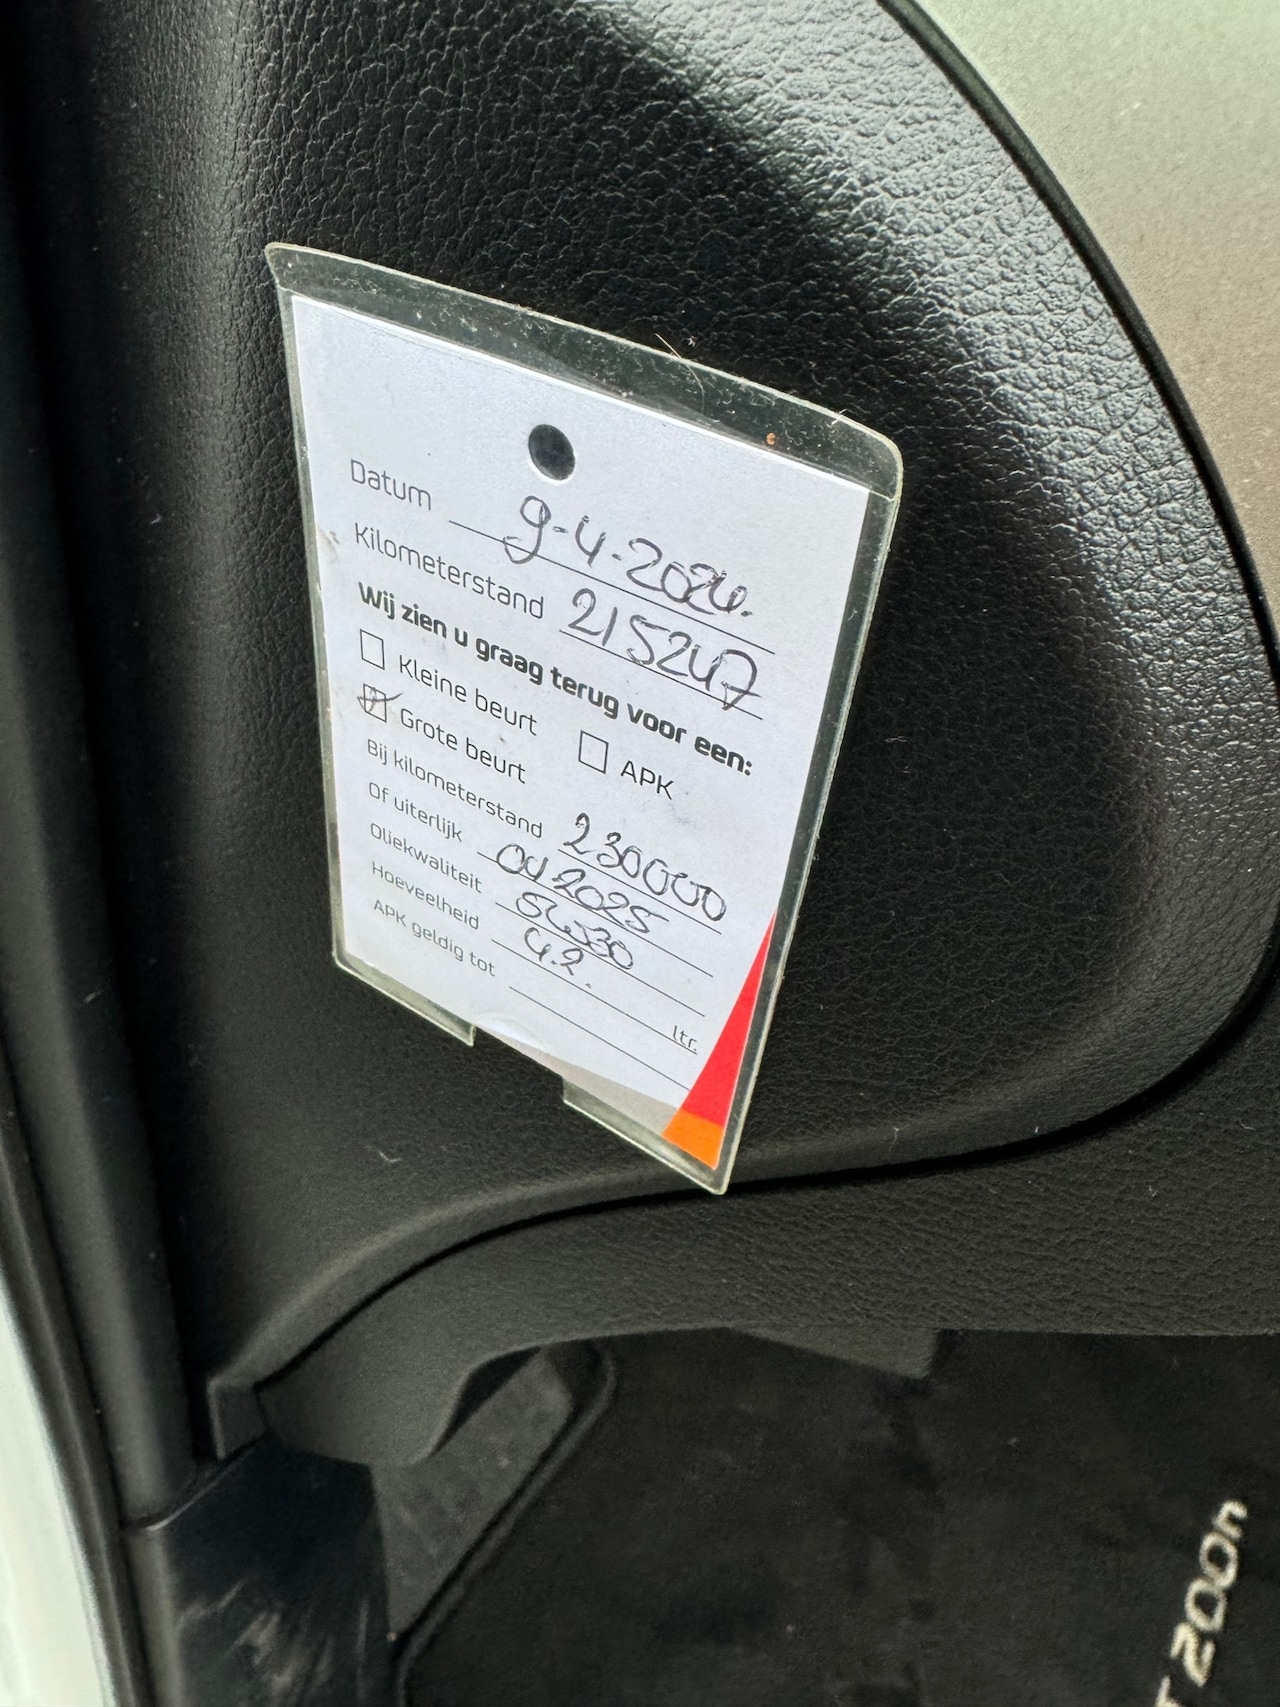 Datum 9-4-2024.
Kilometerstand 215247
Wij zien u graag terug voor een:
Kleine beurt APK
Grote beurt
Bij kilometerstand 230000
Of uiterlijk 04-2025
Oliekwaliteit 5W30
Hoeveelheid 4.2. ltr.
APK geldig tot
200n